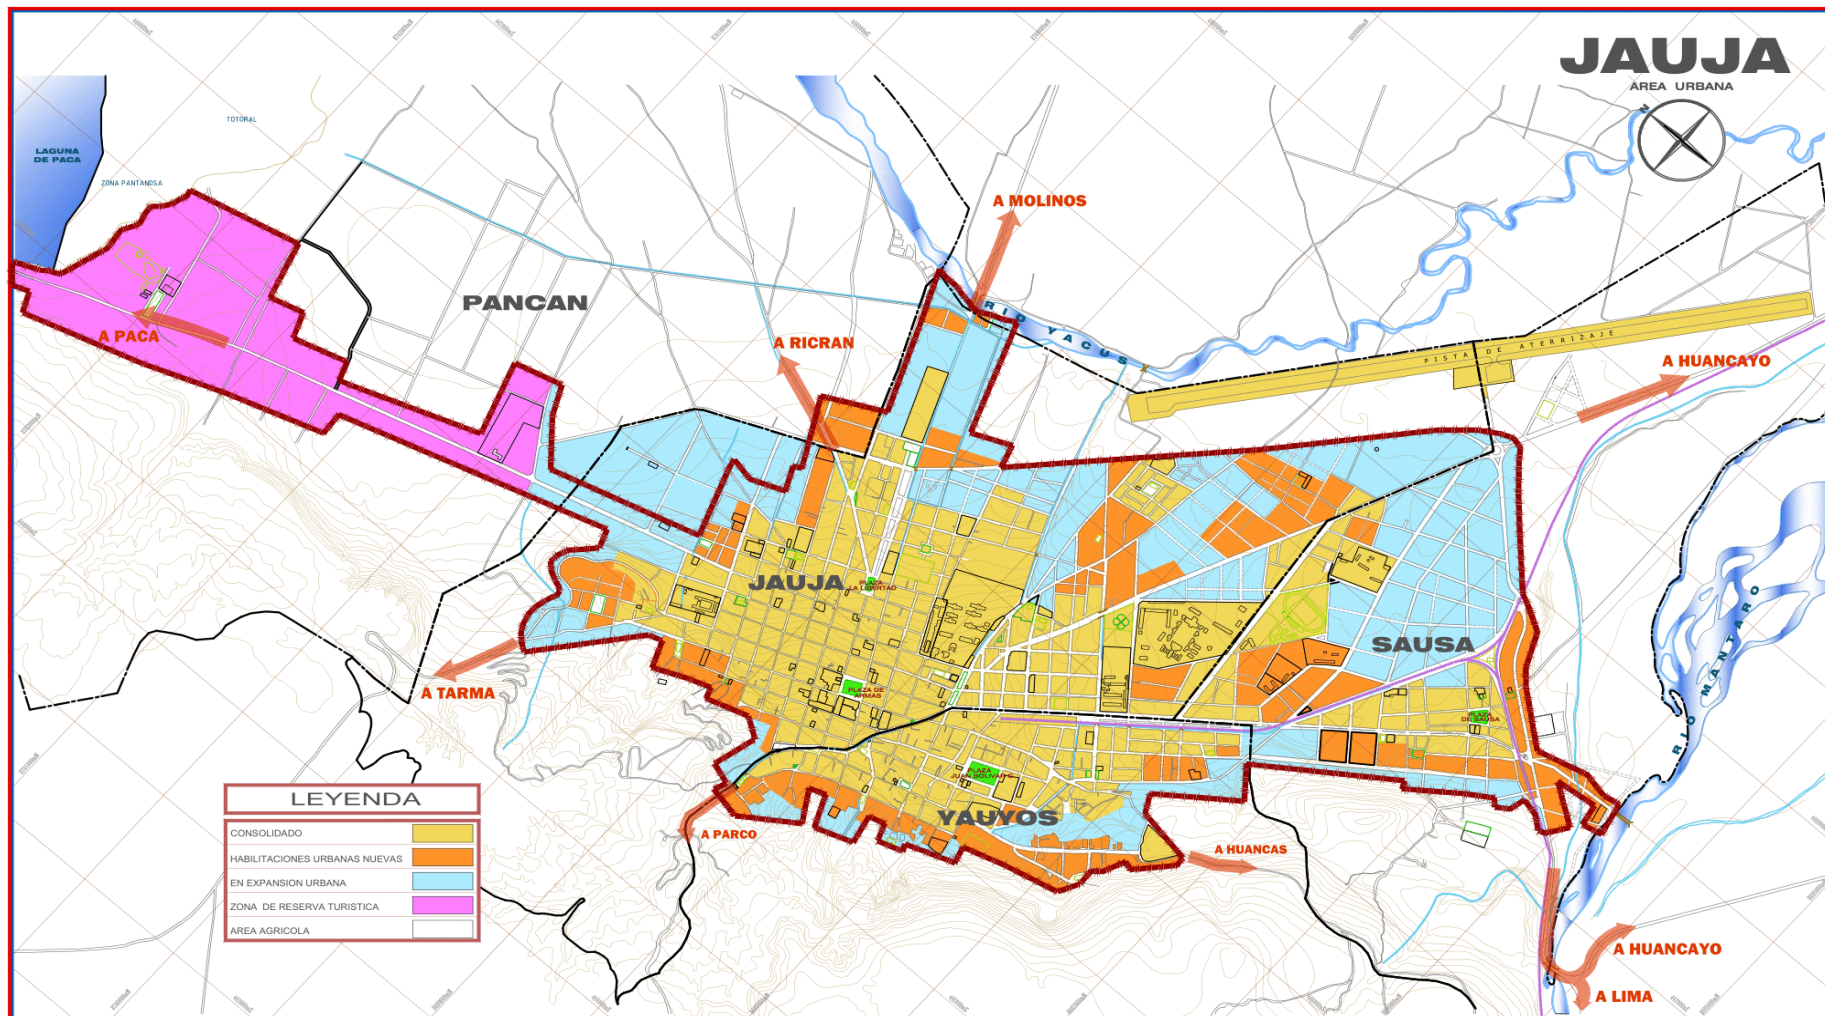 JAUJA
AREA URBANA
N
LAGUNA
DE PACA
TOTORAL
ZONA PANTANOSA
A MOLINOS
PANCAN
RIO YACUS
A PACA
A RICRAN
PISTA DE ATERRIZAJE
A HUANCAYO
JAUJA
PLAZA
LA LIBERTAD
SAUSA
RIO MANTARO
A TARMA
PLAZA DE
ARMAS
PLAZA
DE SAUSA
PLAZA
JUAN BOLIVAR C
YAUYOS
A PARCO
A HUANCAS
A HUANCAYO
A LIMA
LEYENDA
CONSOLIDADO
HABILITACIONES URBANAS NUEVAS
EN EXPANSION URBANA
ZONA DE RESERVA TURISTICA
AREA AGRICOLA